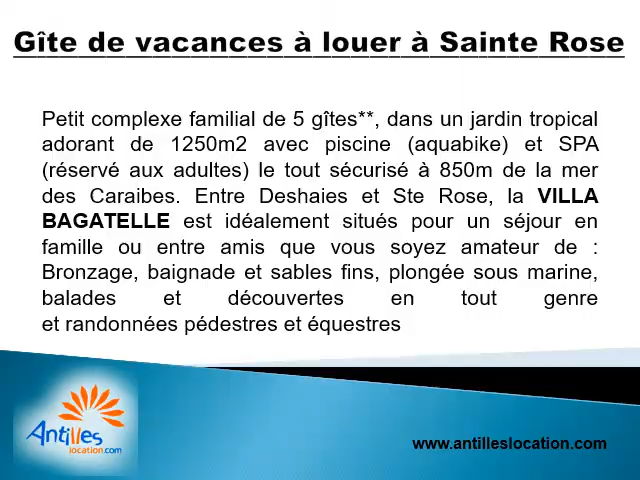 Gîte de vacances à louer à Sainte Rose
Petit complexe familial de 5 gîtes**, dans un jardin tropical
adorant de 1250m2 avec piscine (aquabike) et SPA
(réservé aux adultes) le tout sécurisé à 850m de la mer
des Caraibes. Entre Deshaies et Ste Rose, la VILLA
BAGATELLE est idéalement situés pour un séjour en
famille ou entre amis que vous soyez amateur de :
Bronzage, baignade et sables fins, plongée sous marine,
balades et découvertes en tout genre
et randonnées pédestres et équestres
Antilles
location.com
www.antilleslocation.com